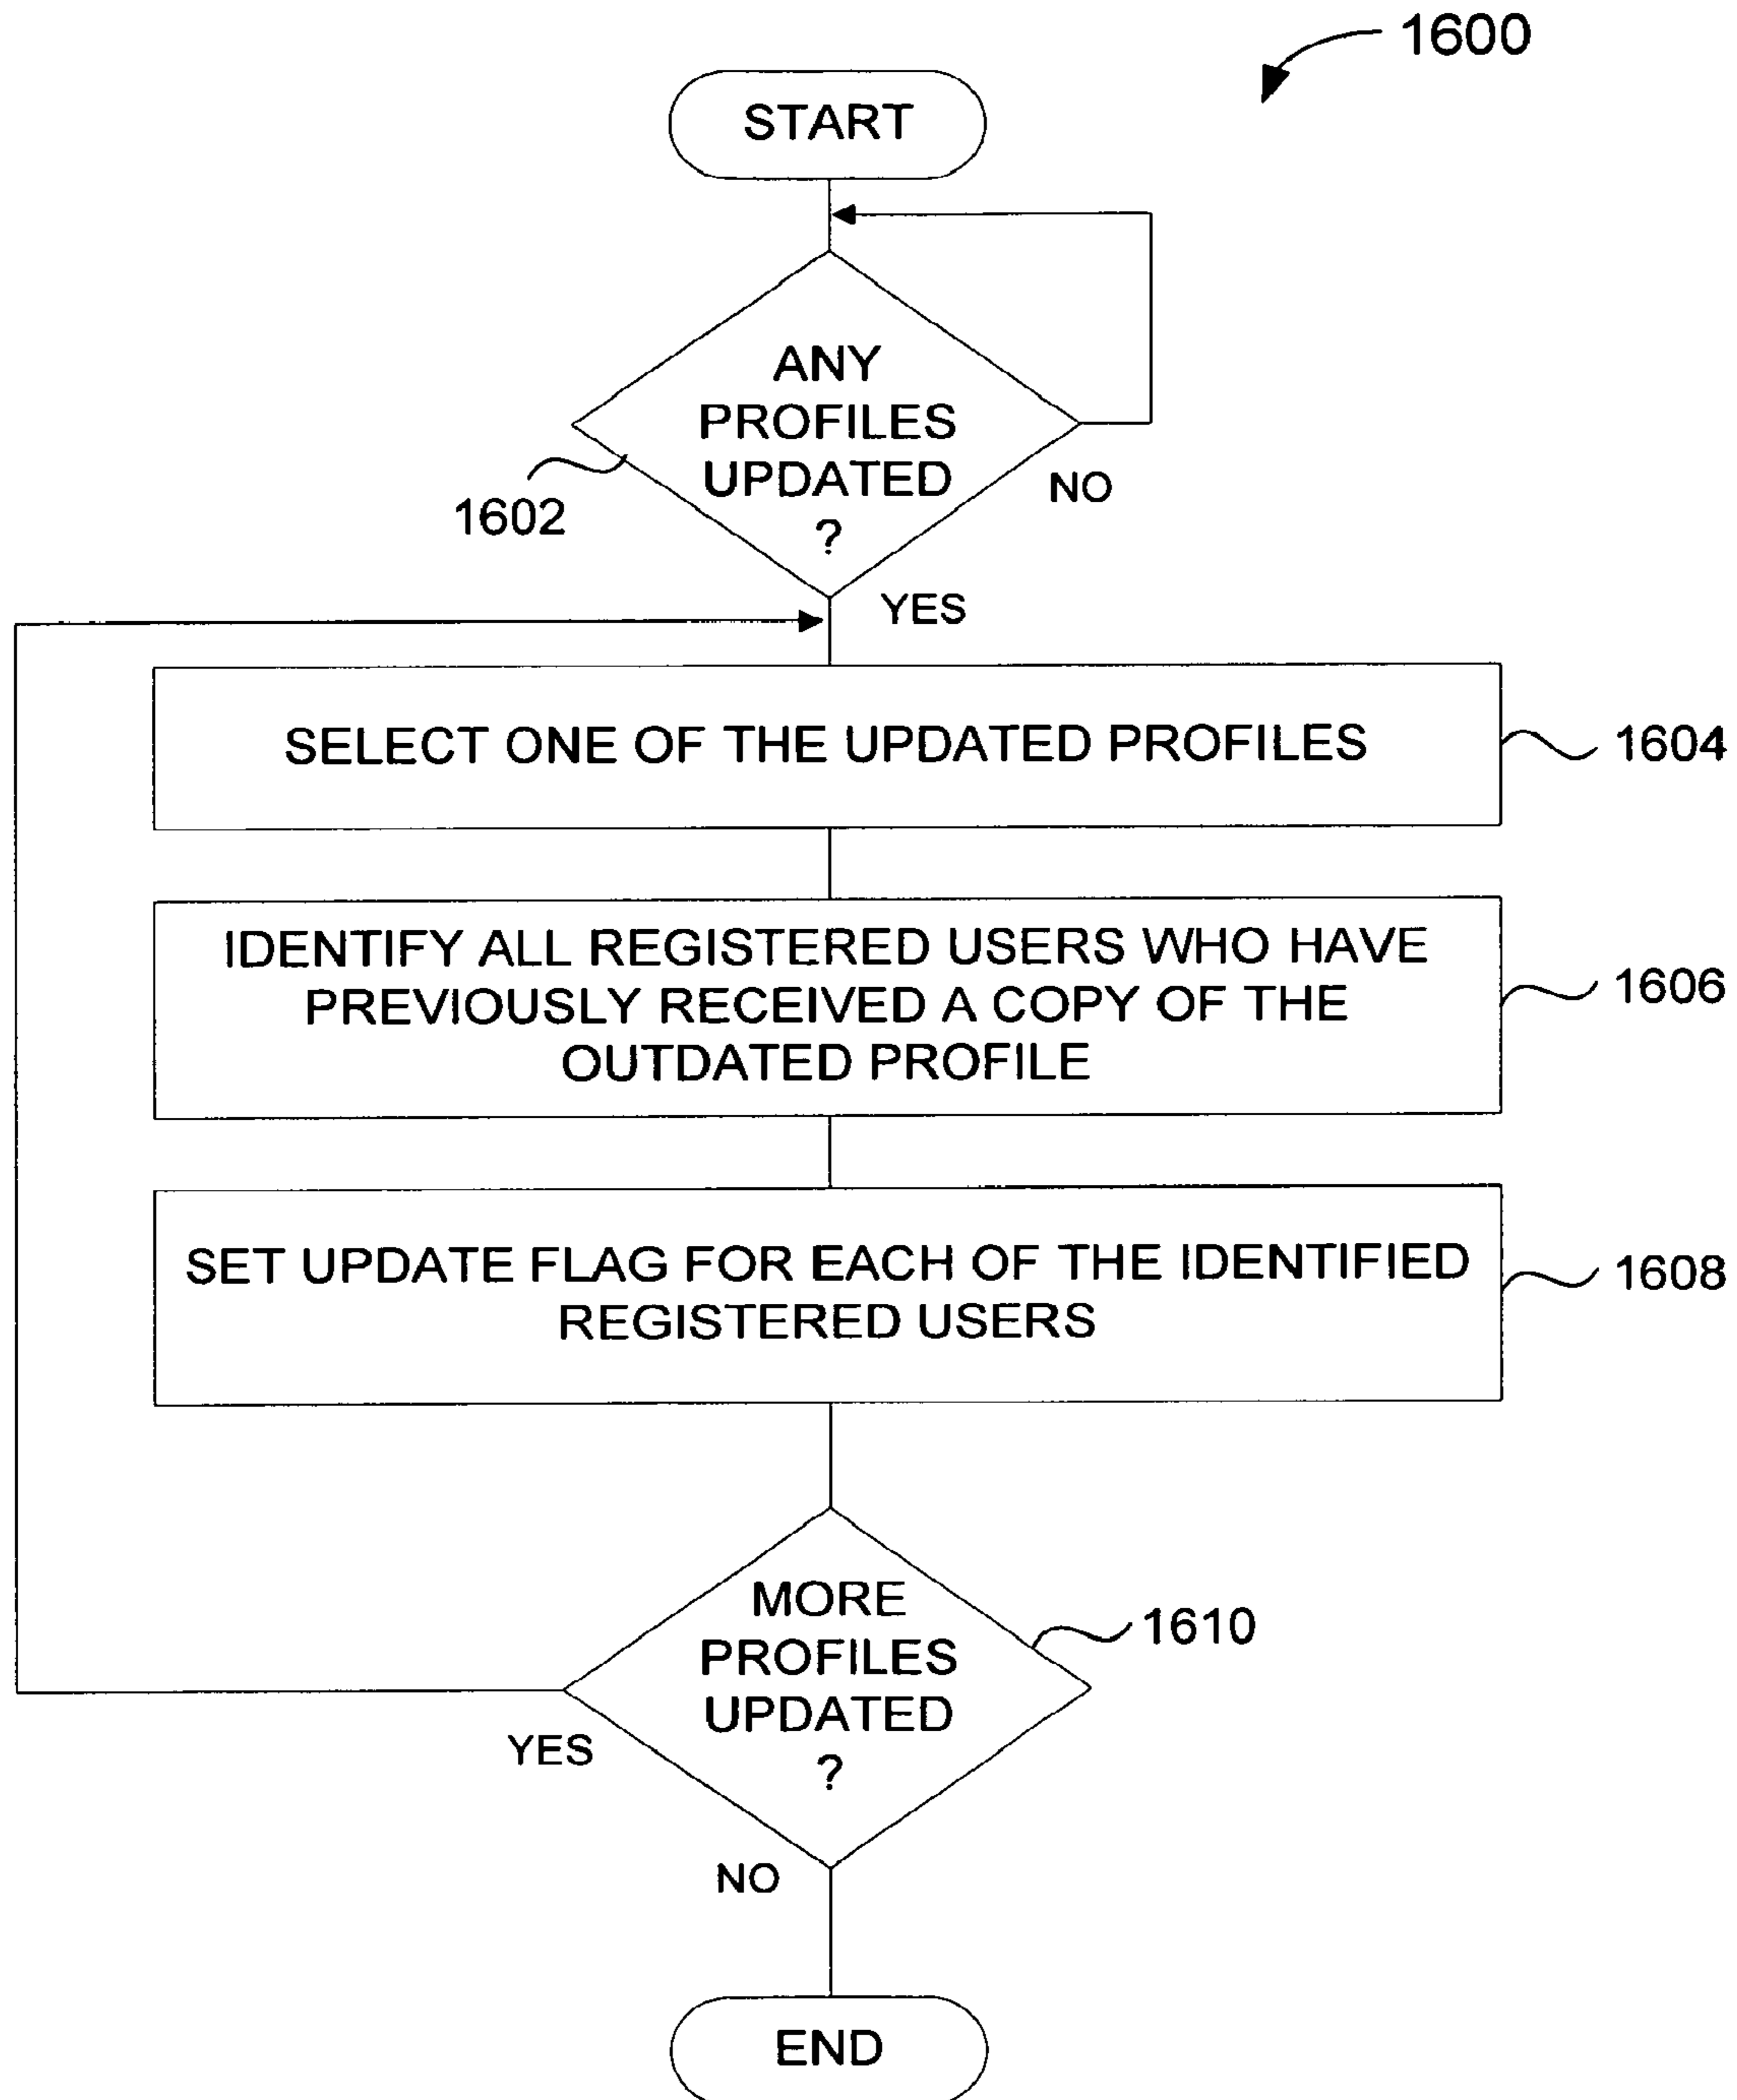 1600
START
ANY
PROFILES
UPDATED
?
NO
1602
YES
SELECT ONE OF THE UPDATED PROFILES
1604
IDENTIFY ALL REGISTERED USERS WHO HAVE
PREVIOUSLY RECEIVED A COPY OF THE
OUTDATED PROFILE
1606
SET UPDATE FLAG FOR EACH OF THE IDENTIFIED
REGISTERED USERS
1608
MORE
PROFILES
UPDATED
?
1610
YES
NO
END